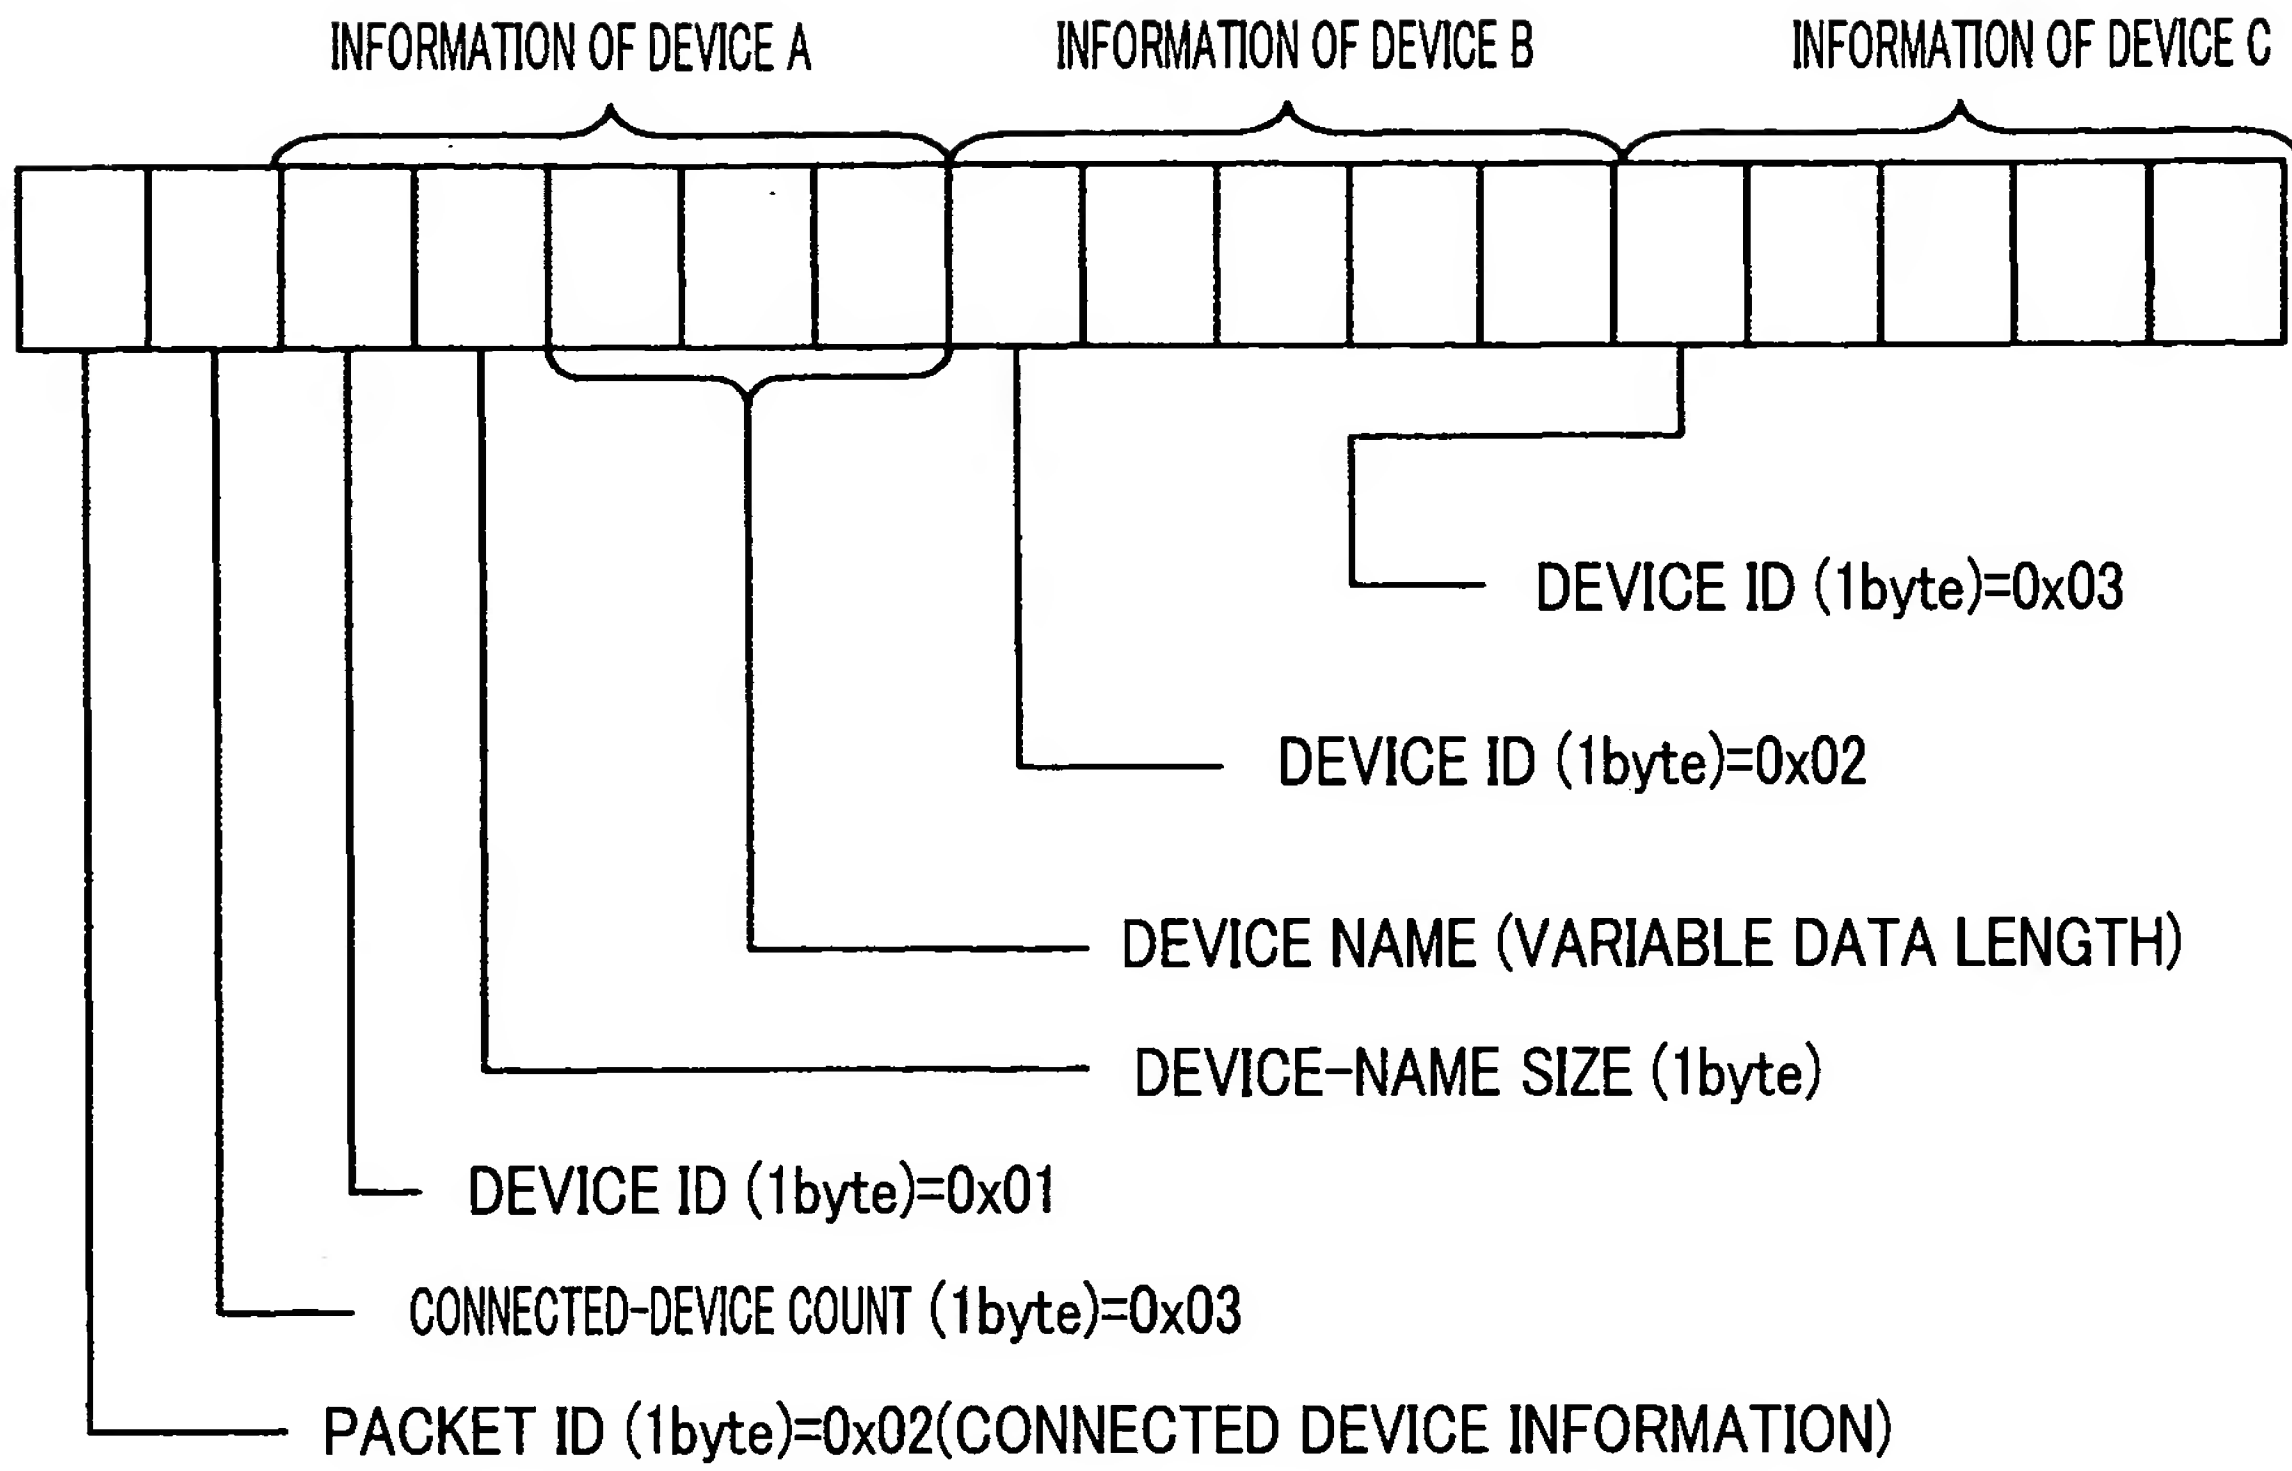 INFORMATION OF DEVICE A
INFORMATION OF DEVICE B
INFORMATION OF DEVICE C
DEVICE ID (1byte)=0x03
DEVICE ID (1byte)=0x02
DEVICE NAME (VARIABLE DATA LENGTH)
DEVICE-NAME SIZE (1byte)
DEVICE ID (1byte)=0x01
CONNECTED-DEVICE COUNT (1byte)=0x03
PACKET ID (1byte)=0x02(CONNECTED DEVICE INFORMATION)